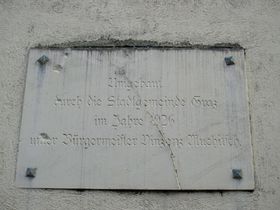 Umgebaut
durch die Stadtgemeinde Graz
im Jahre 1926
unter Bürgermeister Vinzenz Muchitsch.